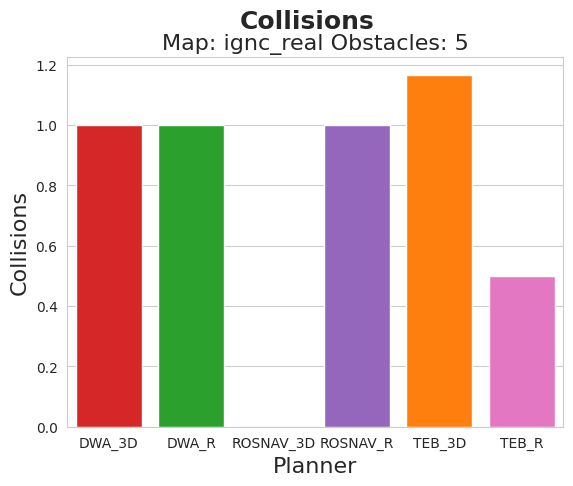 Collisions
Map: ignc_real Obstacles: 5
Collisions
1.2
1.0
0.8
0.6
0.4
0.2
0.0
DWA_3D DWA_R ROSNAV_3D ROSNAV_R TEB_3D TEB_R
Planner